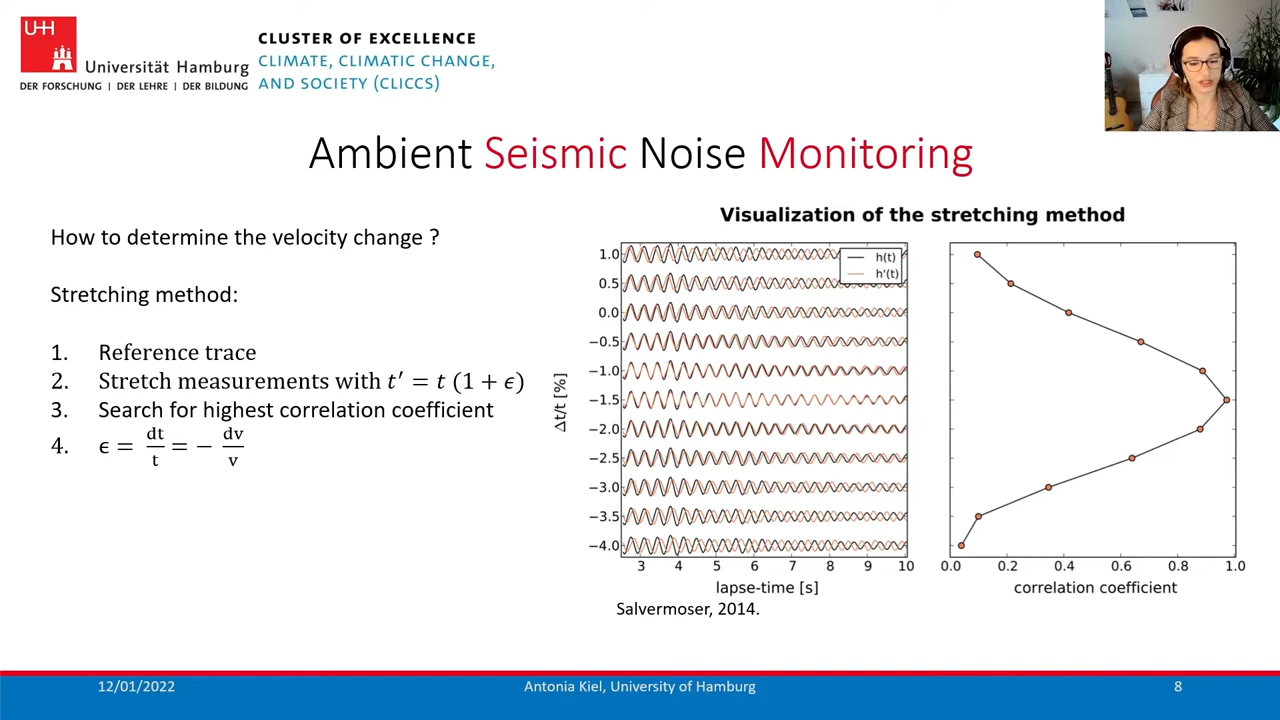 UH
Universität Hamburg
DER FORSCHUNG | DER LEHRE | DER BILDUNG
CLUSTER OF EXCELLENCE
CLIMATE, CLIMATIC CHANGE,
AND SOCIETY (CLICCS)
Ambient Seismic Noise Monitoring
How to determine the velocity change ?
Stretching method:
1. Reference trace
2. Stretch measurements with t′ = t (1 + ϵ)
3. Search for highest correlation coefficient
4. ϵ = dt/t = − dv/v
Visualization of the stretching method
h(t)
h'(t)
Δt/t [%]
1.0
0.5
0.0
−0.5
−1.0
−1.5
−2.0
−2.5
−3.0
−3.5
−4.0
3 4 5 6 7 8 9 10
lapse-time [s]
0.0 0.2 0.4 0.6 0.8 1.0
correlation coefficient
Salvermoser, 2014.
12/01/2022
Antonia Kiel, University of Hamburg
8